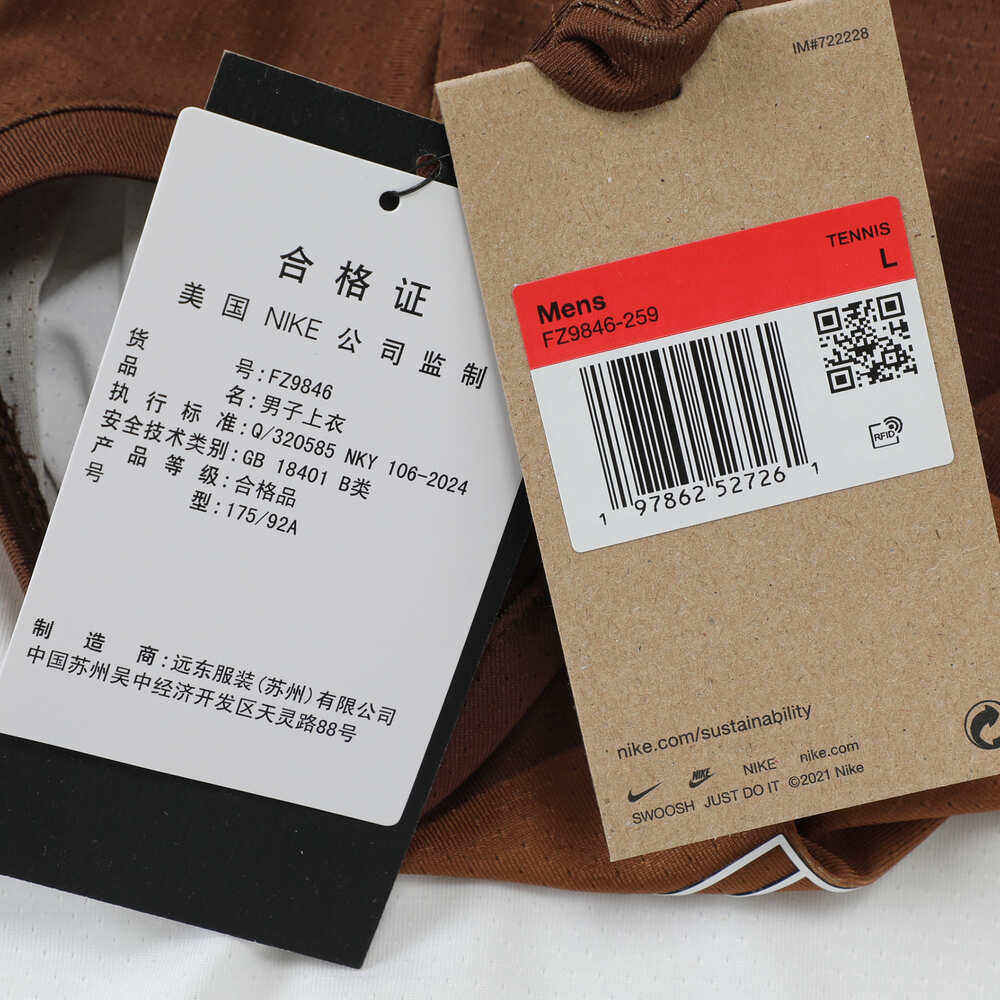 合格证
美国NIKE公司监制
货号:FZ9846
品名:男子上衣
执行标准:Q/320585 NKY 106-2024
安全技术类别:GB 18401 B类
产品等级:合格品
号型:175/92A
制造商:远东服装(苏州)有限公司
中国苏州吴中经济开发区天灵路88号
IM#722228
TENNIS
L
Mens
FZ9846-259
RFID
1 97862 52726 1
nike.com/sustainability
NIKE NIKE nike.com
SWOOSH JUST DO IT ©2021 Nike